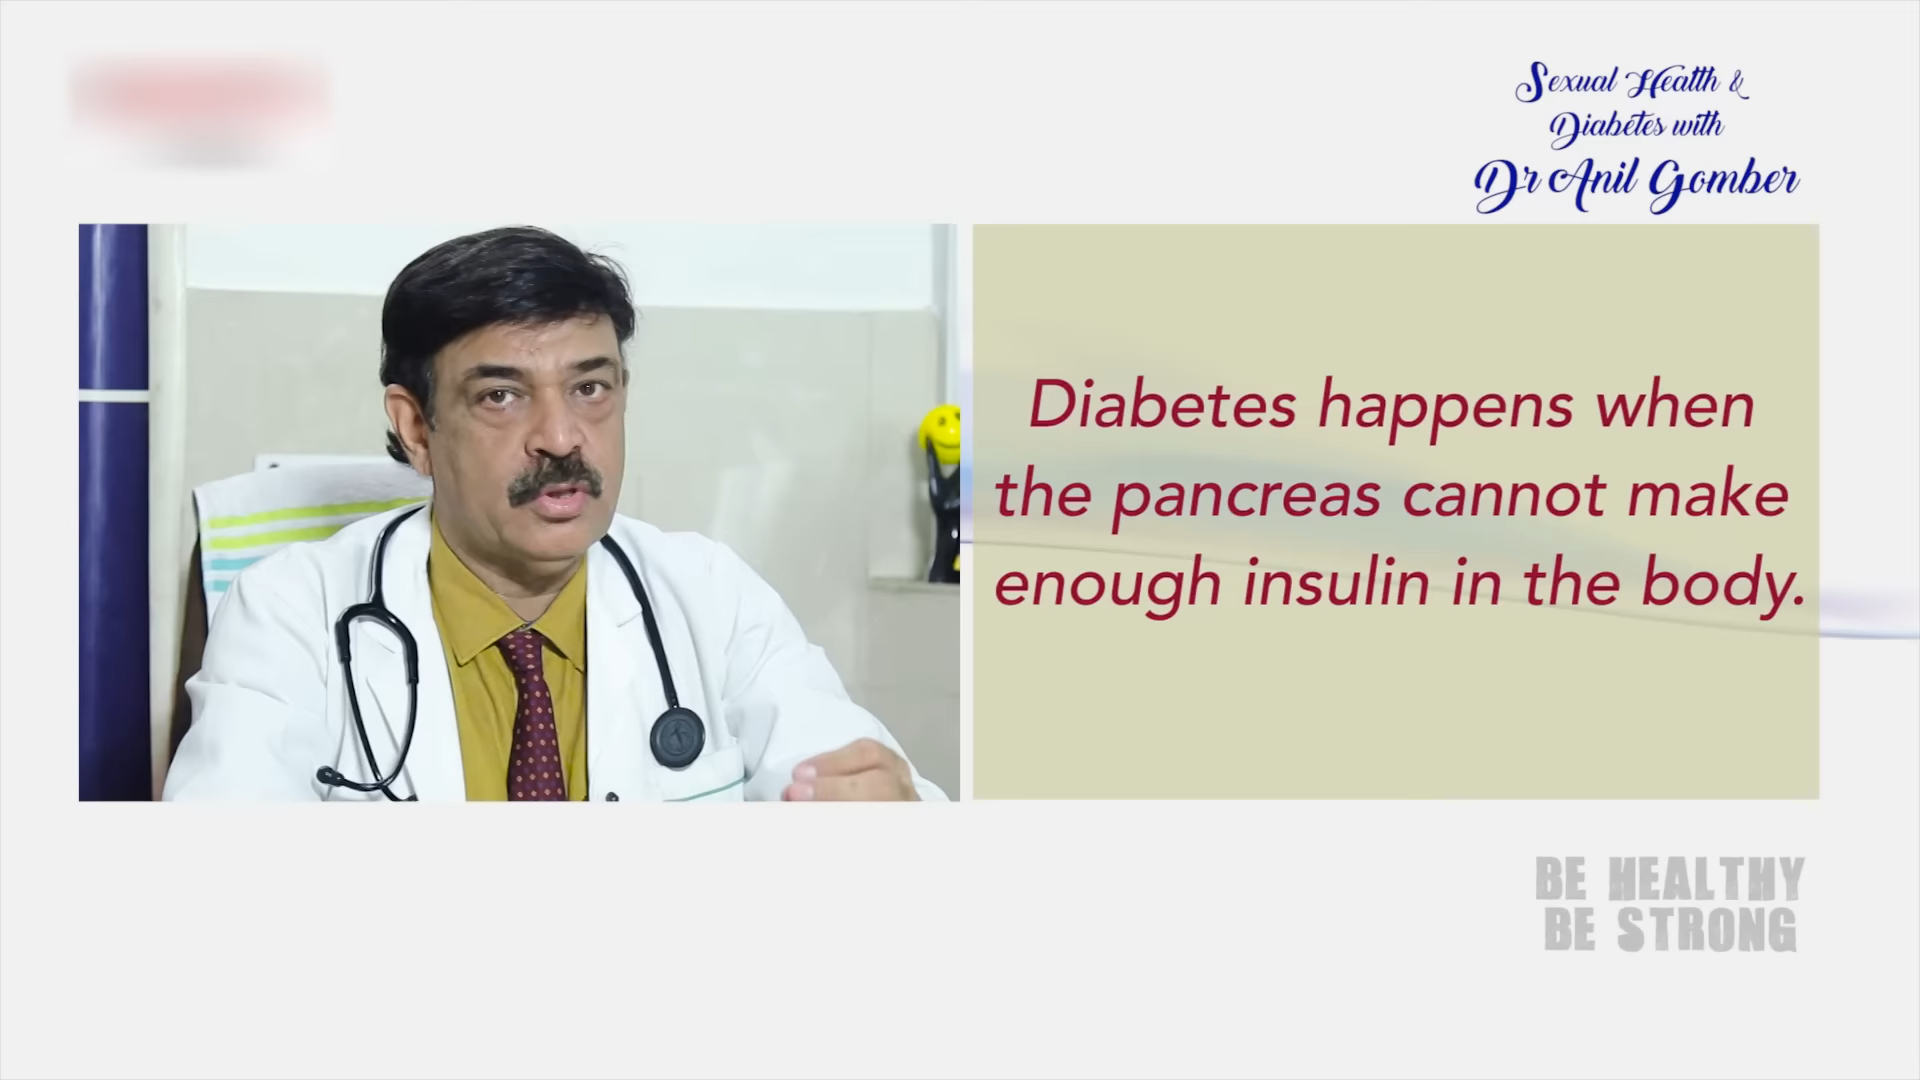 Sexual Health &
Diabetes with
Dr Anil Gomber
Diabetes happens when
the pancreas cannot make
enough insulin in the body.
BE HEALTHY
BE STRONG